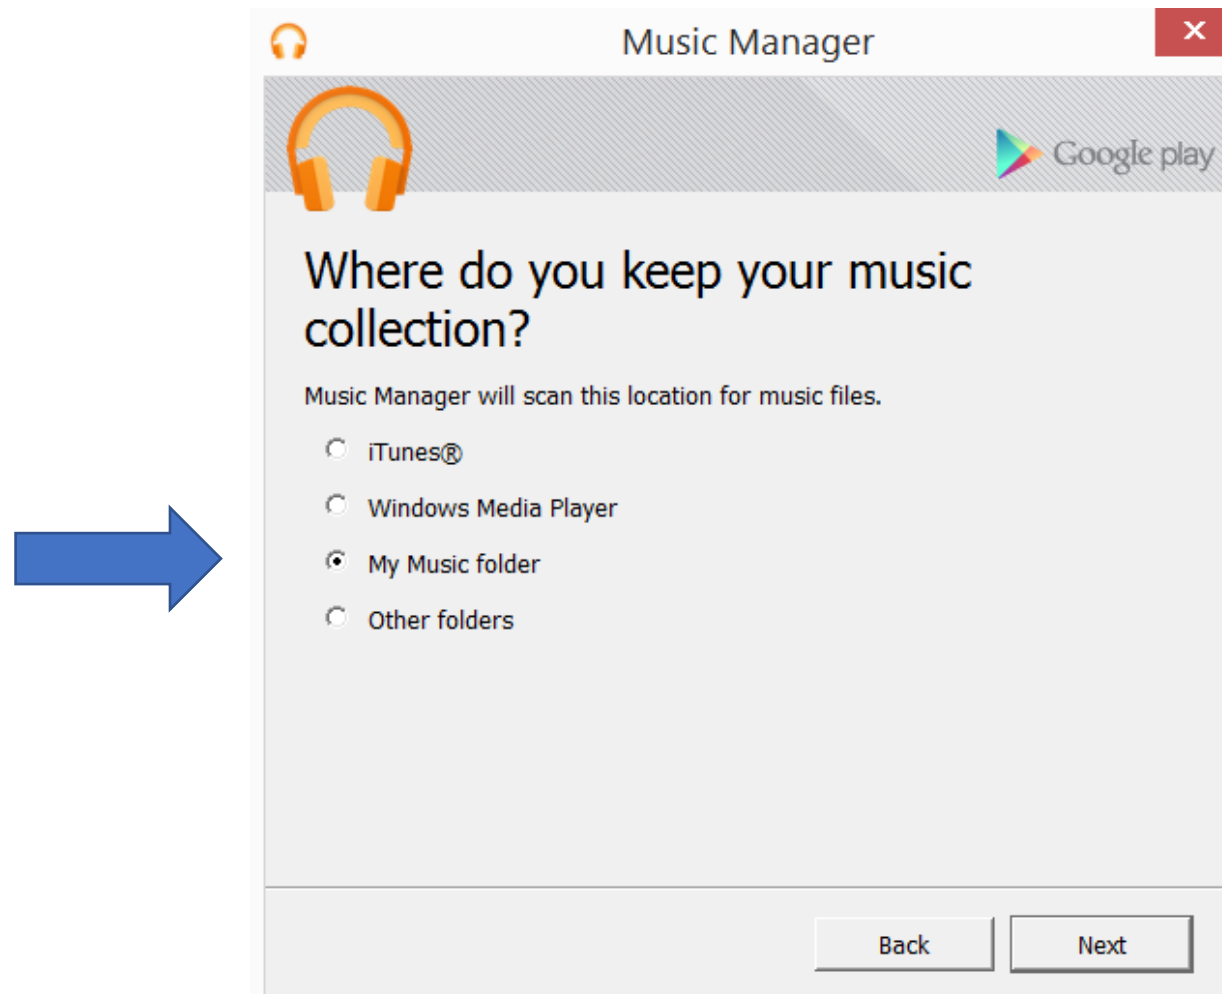 Music Manager
Google play
Where do you keep your music
collection?
Music Manager will scan this location for music files.
iTunes®
Windows Media Player
My Music folder
Other folders
Back
Next